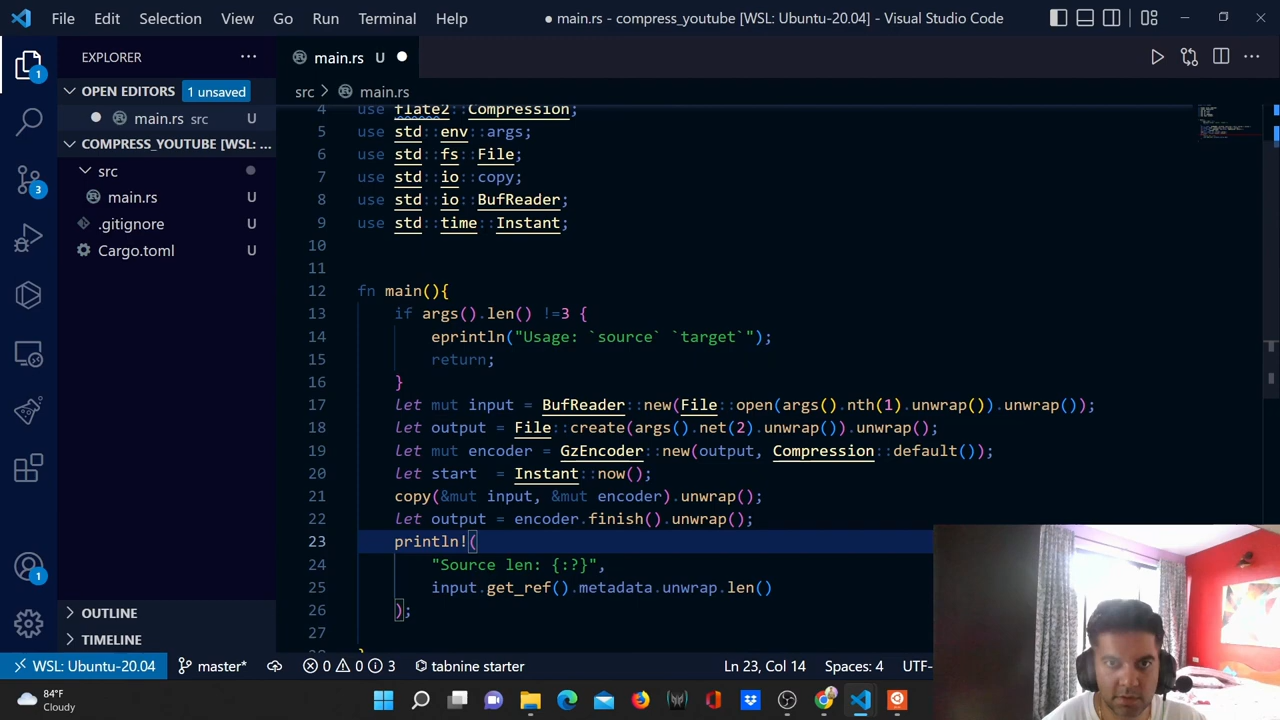 File Edit Selection View Go Run Terminal Help ● main.rs - compress_youtube [WSL: Ubuntu-20.04] - Visual Studio Code
EXPLORER
main.rs U
OPEN EDITORS 1 unsaved
main.rs src U
COMPRESS_YOUTUBE [WSL: ...
src
main.rs U
.gitignore U
Cargo.toml U
OUTLINE
TIMELINE
1
3
1
src > main.rs
4 use flate2::Compression;
5 use std::env::args;
6 use std::fs::File;
7 use std::io::copy;
8 use std::io::BufReader;
9 use std::time::Instant;
10
11
12 fn main(){
13 if args().len() !=3 {
14 eprintln("Usage: `source` `target`");
15 return;
16 }
17 let mut input = BufReader::new(File::open(args().nth(1).unwrap()).unwrap());
18 let output = File::create(args().net(2).unwrap()).unwrap();
19 let mut encoder = GzEncoder::new(output, Compression::default());
20 let start  = Instant::now();
21 copy(&mut input, &mut encoder).unwrap();
22 let output = encoder.finish().unwrap();
23 println!(
24 "Source len: {:?}",
25 input.get_ref().metadata.unwrap.len()
26 );
27
}
WSL: Ubuntu-20.04 master* 0 0 3 tabnine starter Ln 23, Col 14 Spaces: 4 UTF-
84°F
Cloudy